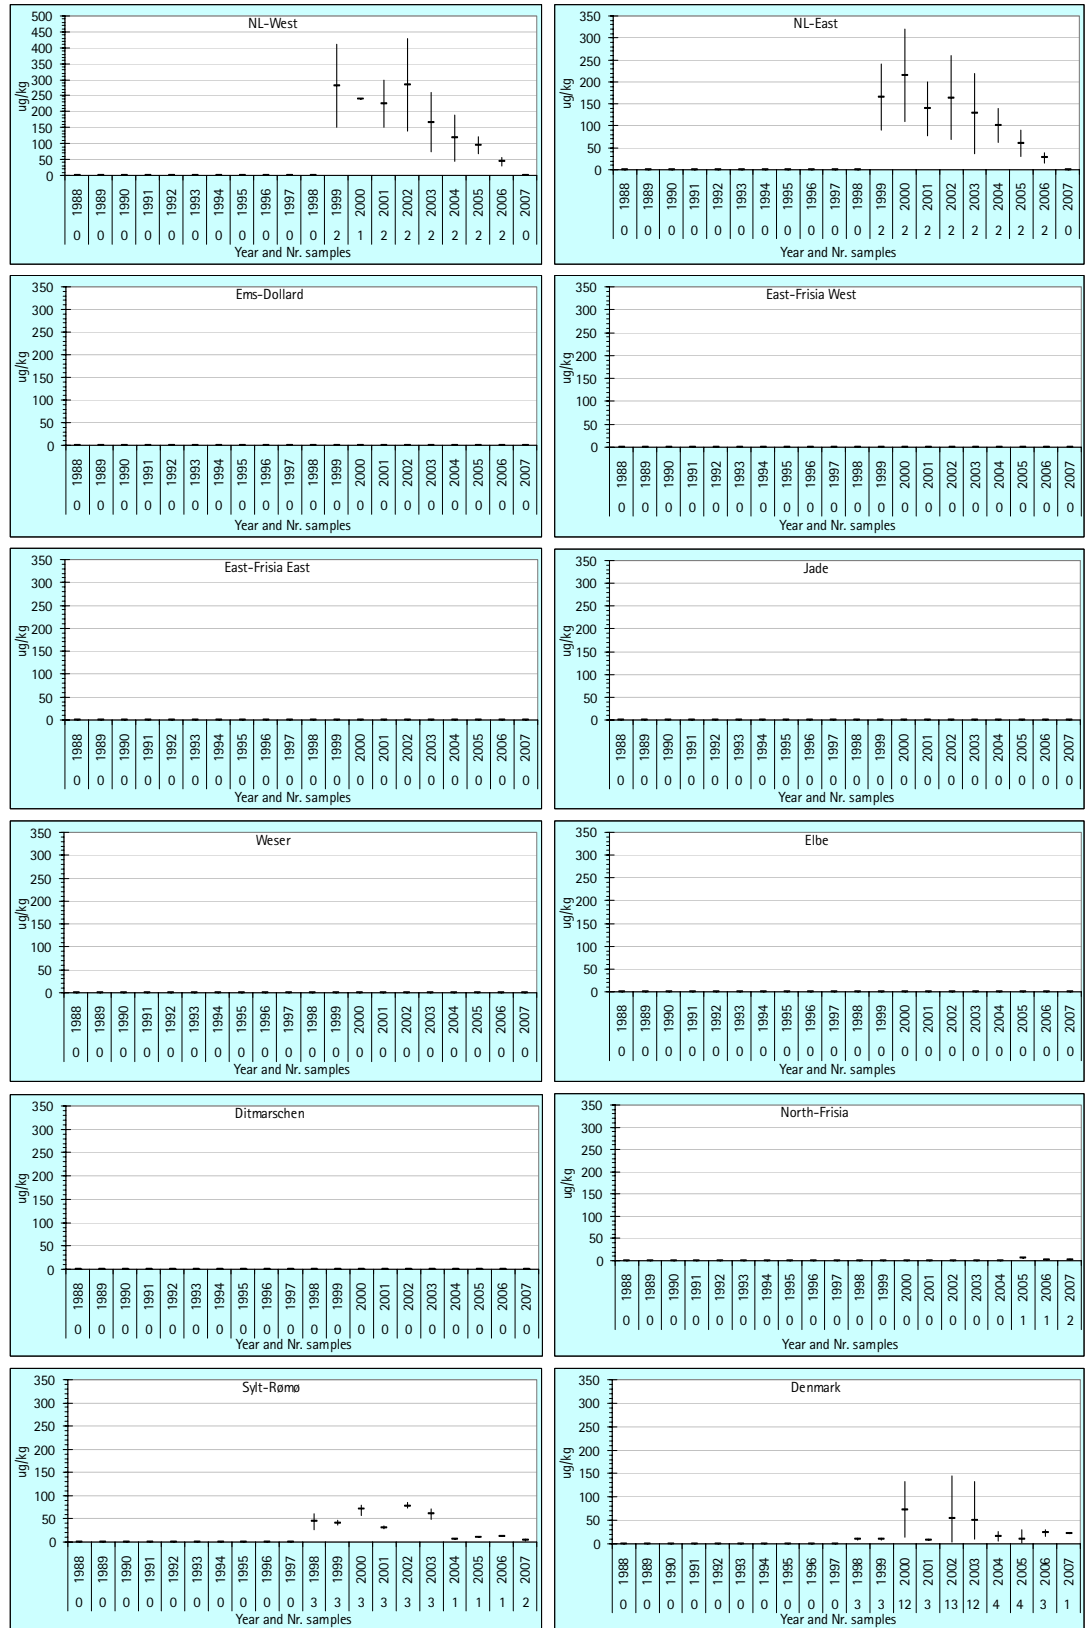 NL-West
500
450
400
350
300
250
200
150
100
50
0
ug/kg
1988 1989 1990 1991 1992 1993 1994 1995 1996 1997 1998 1999 2000 2001 2002 2003 2004 2005 2006 2007
0 0 0 0 0 0 0 0 0 0 0 2 1 2 2 2 2 2 2 0
Year and Nr. samples
NL-East
350
300
250
200
150
100
50
0
ug/kg
1988 1989 1990 1991 1992 1993 1994 1995 1996 1997 1998 1999 2000 2001 2002 2003 2004 2005 2006 2007
0 0 0 0 0 0 0 0 0 0 0 2 2 2 2 2 2 2 2 0
Year and Nr. samples
Ems-Dollard
350
300
250
200
150
100
50
0
ug/kg
1988 1989 1990 1991 1992 1993 1994 1995 1996 1997 1998 1999 2000 2001 2002 2003 2004 2005 2006 2007
0 0 0 0 0 0 0 0 0 0 0 0 0 0 0 0 0 0 0 0
Year and Nr. samples
East-Frisia West
350
300
250
200
150
100
50
0
ug/kg
1988 1989 1990 1991 1992 1993 1994 1995 1996 1997 1998 1999 2000 2001 2002 2003 2004 2005 2006 2007
0 0 0 0 0 0 0 0 0 0 0 0 0 0 0 0 0 0 0 0
Year and Nr. samples
East-Frisia East
350
300
250
200
150
100
50
0
ug/kg
1988 1989 1990 1991 1992 1993 1994 1995 1996 1997 1998 1999 2000 2001 2002 2003 2004 2005 2006 2007
0 0 0 0 0 0 0 0 0 0 0 0 0 0 0 0 0 0 0 0
Year and Nr. samples
Jade
350
300
250
200
150
100
50
0
ug/kg
1988 1989 1990 1991 1992 1993 1994 1995 1996 1997 1998 1999 2000 2001 2002 2003 2004 2005 2006 2007
0 0 0 0 0 0 0 0 0 0 0 0 0 0 0 0 0 0 0 0
Year and Nr. samples
Weser
350
300
250
200
150
100
50
0
ug/kg
1988 1989 1990 1991 1992 1993 1994 1995 1996 1997 1998 1999 2000 2001 2002 2003 2004 2005 2006 2007
0 0 0 0 0 0 0 0 0 0 0 0 0 0 0 0 0 0 0 0
Year and Nr. samples
Elbe
350
300
250
200
150
100
50
0
ug/kg
1988 1989 1990 1991 1992 1993 1994 1995 1996 1997 1998 1999 2000 2001 2002 2003 2004 2005 2006 2007
0 0 0 0 0 0 0 0 0 0 0 0 0 0 0 0 0 0 0 0
Year and Nr. samples
Ditmarschen
350
300
250
200
150
100
50
0
ug/kg
1988 1989 1990 1991 1992 1993 1994 1995 1996 1997 1998 1999 2000 2001 2002 2003 2004 2005 2006 2007
0 0 0 0 0 0 0 0 0 0 0 0 0 0 0 0 0 0 0 0
Year and Nr. samples
North-Frisia
350
300
250
200
150
100
50
0
ug/kg
1988 1989 1990 1991 1992 1993 1994 1995 1996 1997 1998 1999 2000 2001 2002 2003 2004 2005 2006 2007
0 0 0 0 0 0 0 0 0 0 0 0 0 0 0 0 0 1 1 2
Year and Nr. samples
Sylt-Rømø
350
300
250
200
150
100
50
0
ug/kg
1988 1989 1990 1991 1992 1993 1994 1995 1996 1997 1998 1999 2000 2001 2002 2003 2004 2005 2006 2007
0 0 0 0 0 0 0 0 0 0 3 3 3 3 3 3 1 1 1 2
Year and Nr. samples
Denmark
350
300
250
200
150
100
50
0
ug/kg
1988 1989 1990 1991 1992 1993 1994 1995 1996 1997 1998 1999 2000 2001 2002 2003 2004 2005 2006 2007
0 0 0 0 0 0 0 0 0 0 3 3 12 3 13 12 4 4 3 1
Year and Nr. samples